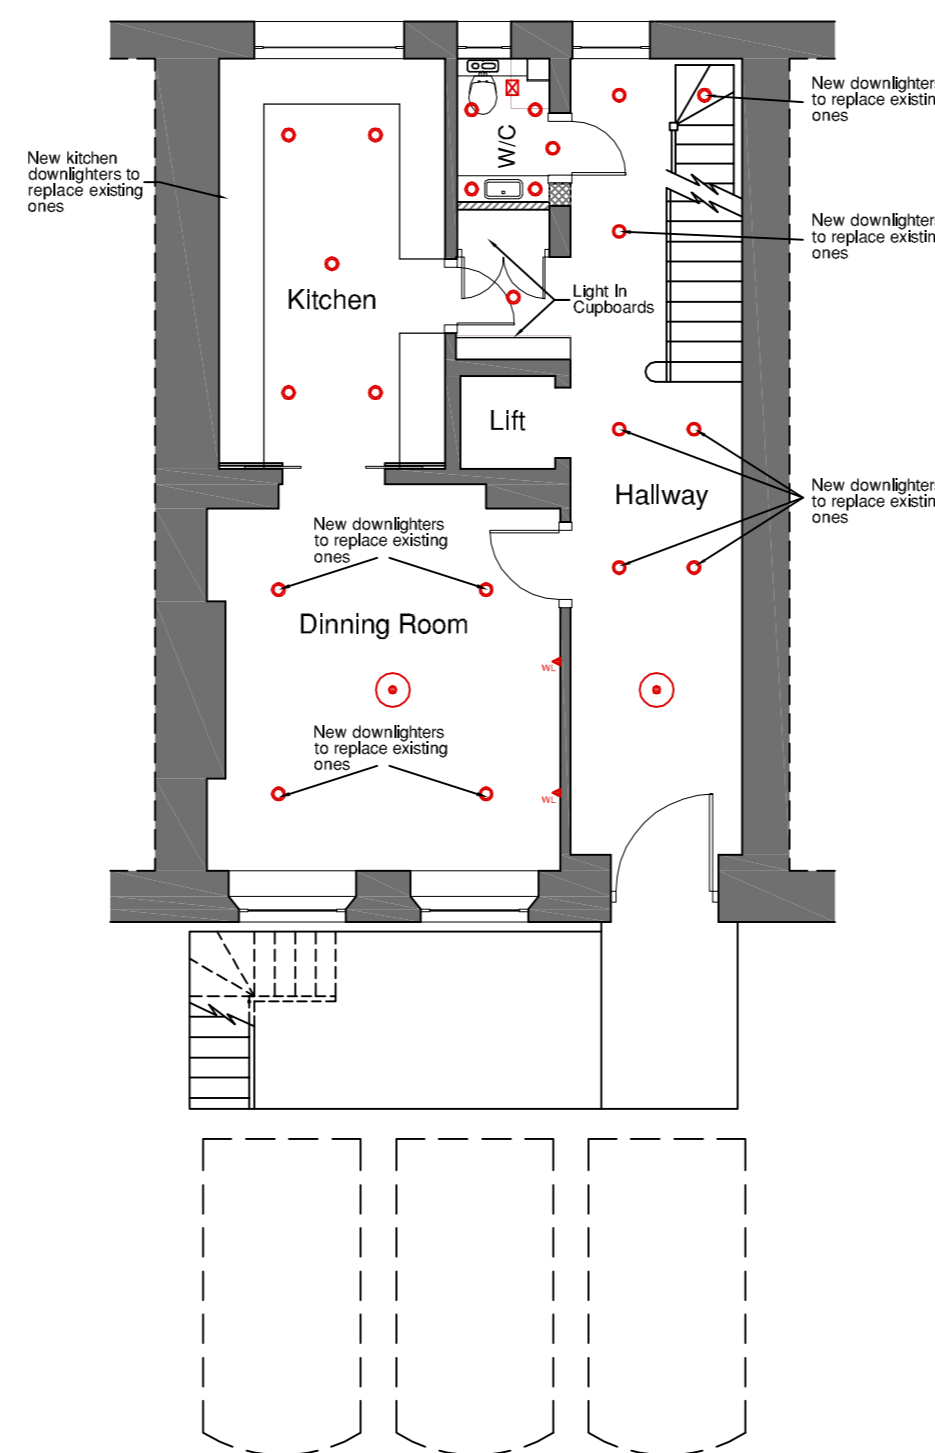 New downlighters
to replace existin
ones
New kitchen
downlighters to
replace existing
ones
W/C
New downlighters
to replace existin
ones
Kitchen
Light In
Cupboards
Lift
Hallway
New downlighters
to replace existin
ones
New downlighters
to replace existing
ones
Dinning Room
WL
New downlighters
to replace existing
ones
WL